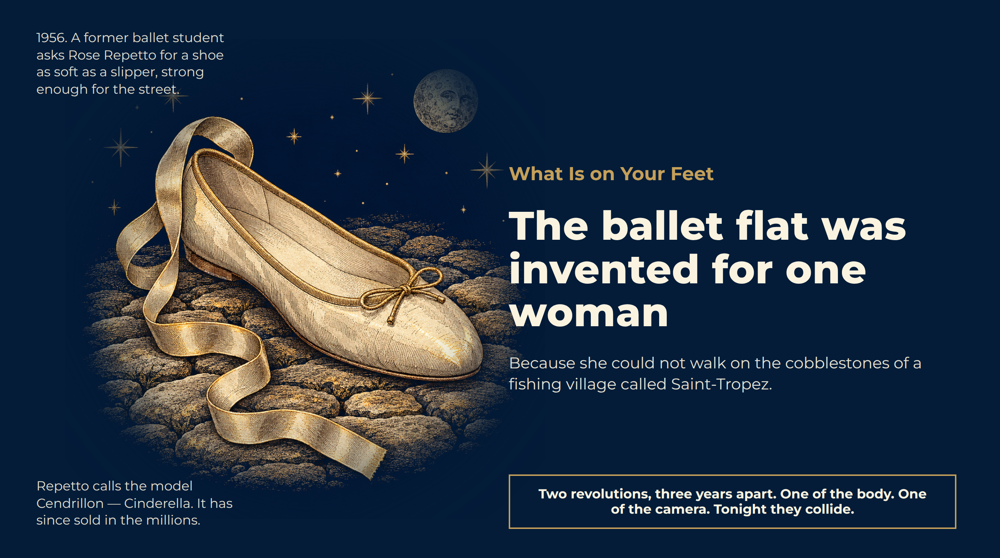 1956. A former ballet student
asks Rose Repetto for a shoe
as soft as a slipper, strong
enough for the street.
What Is on Your Feet
The ballet flat was
invented for one
woman
Because she could not walk on the cobblestones of a
fishing village called Saint-Tropez.
Repetto calls the model
Cendrillon — Cinderella. It has
since sold in the millions.
Two revolutions, three years apart. One of the body. One
of the camera. Tonight they collide.